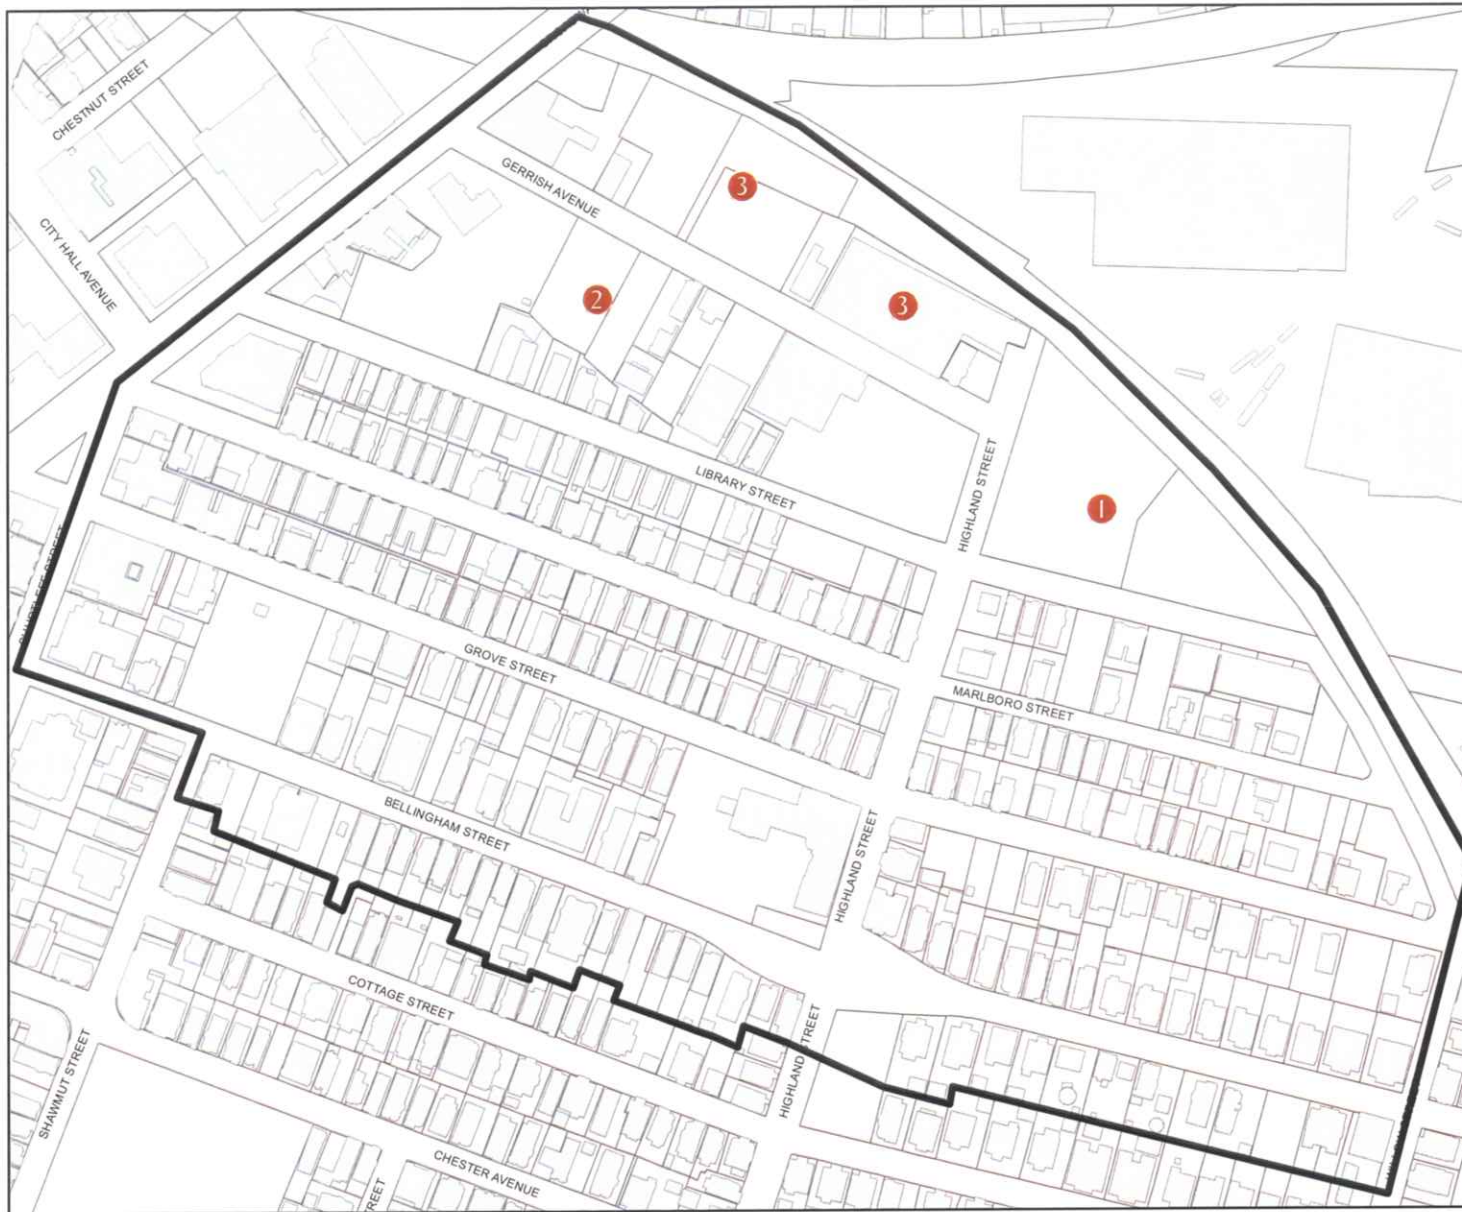 CHESTNUT STREET
CITY HALL AVENUE
GERRISH AVENUE
3
2
3
LIBRARY STREET
HIGHLAND STREET
1
GROVE STREET
MARLBORO STREET
BELLINGHAM STREET
HIGHLAND STREET
COTTAGE STREET
HIGHLAND STREET
SHAWMUT STREET
CHESTER AVENUE
STREET